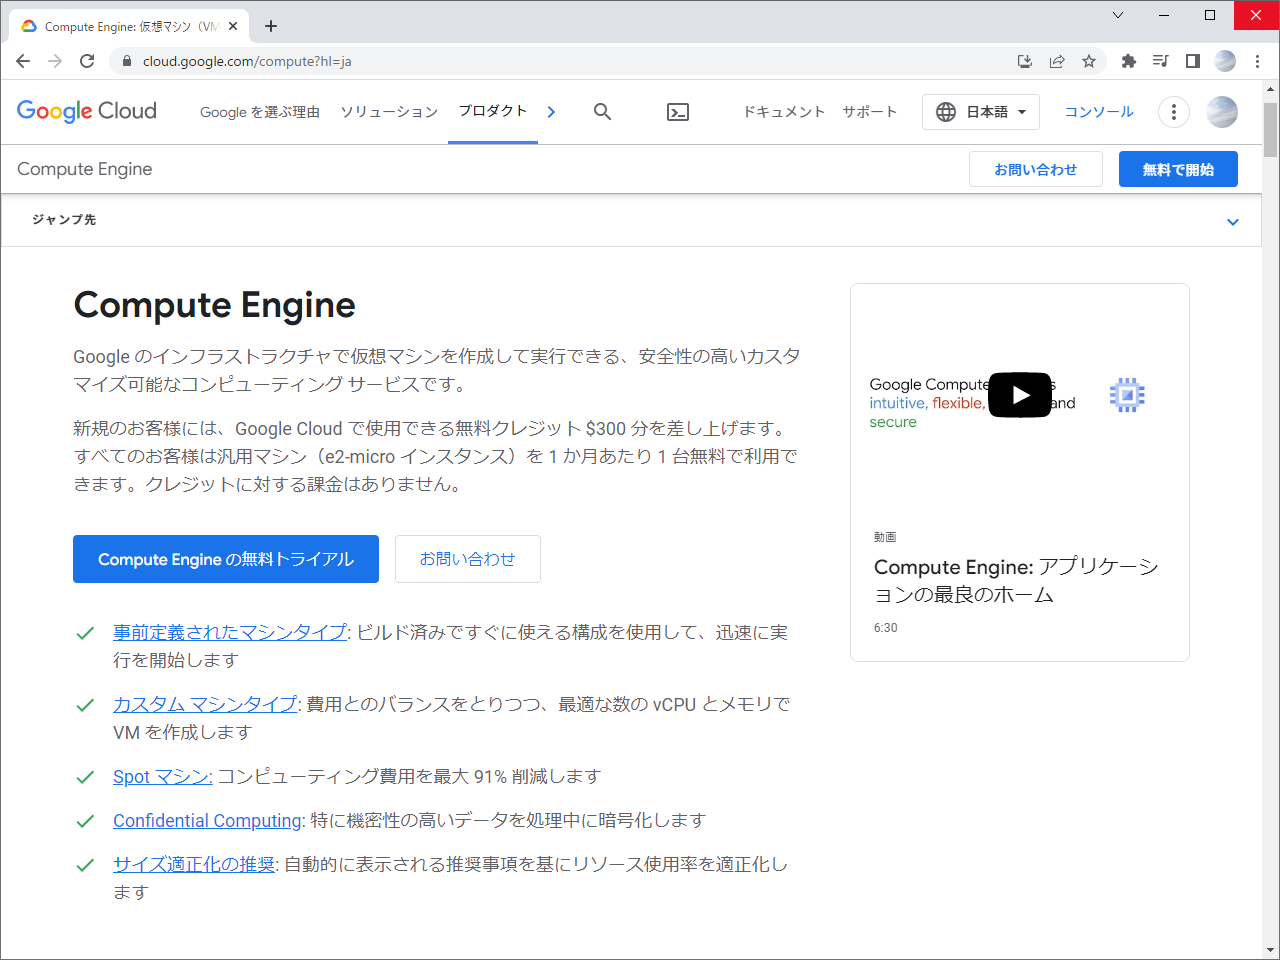 Compute Engine: 仮想マシン（VM
cloud.google.com/compute?hl=ja
Google Cloud
Google を選ぶ理由
ソリューション
プロダクト
ドキュメント
サポート
日本語
コンソール
Compute Engine
お問い合わせ
無料で開始
ジャンプ先
Compute Engine
Google のインフラストラクチャで仮想マシンを作成して実行できる、安全性の高いカスタ
マイズ可能なコンピューティング サービスです。
新規のお客様には、Google Cloud で使用できる無料クレジット $300 分を差し上げます。
すべてのお客様は汎用マシン（e2-micro インスタンス）を 1 か月あたり 1 台無料で利用で
きます。クレジットに対する課金はありません。
Compute Engine の無料トライアル
お問い合わせ
事前定義されたマシンタイプ: ビルド済みですぐに使える構成を使用して、迅速に実
行を開始します
カスタム マシンタイプ: 費用とのバランスをとりつつ、最適な数の vCPU とメモリで
VM を作成します
Spot マシン: コンピューティング費用を最大 91% 削減します
Confidential Computing: 特に機密性の高いデータを処理中に暗号化します
サイズ適正化の推奨: 自動的に表示される推奨事項を基にリソース使用率を適正化し
ます
Google Compute
intuitive, flexible, and
secure
動画
Compute Engine: アプリケーシ
ョンの最良のホーム
6:30